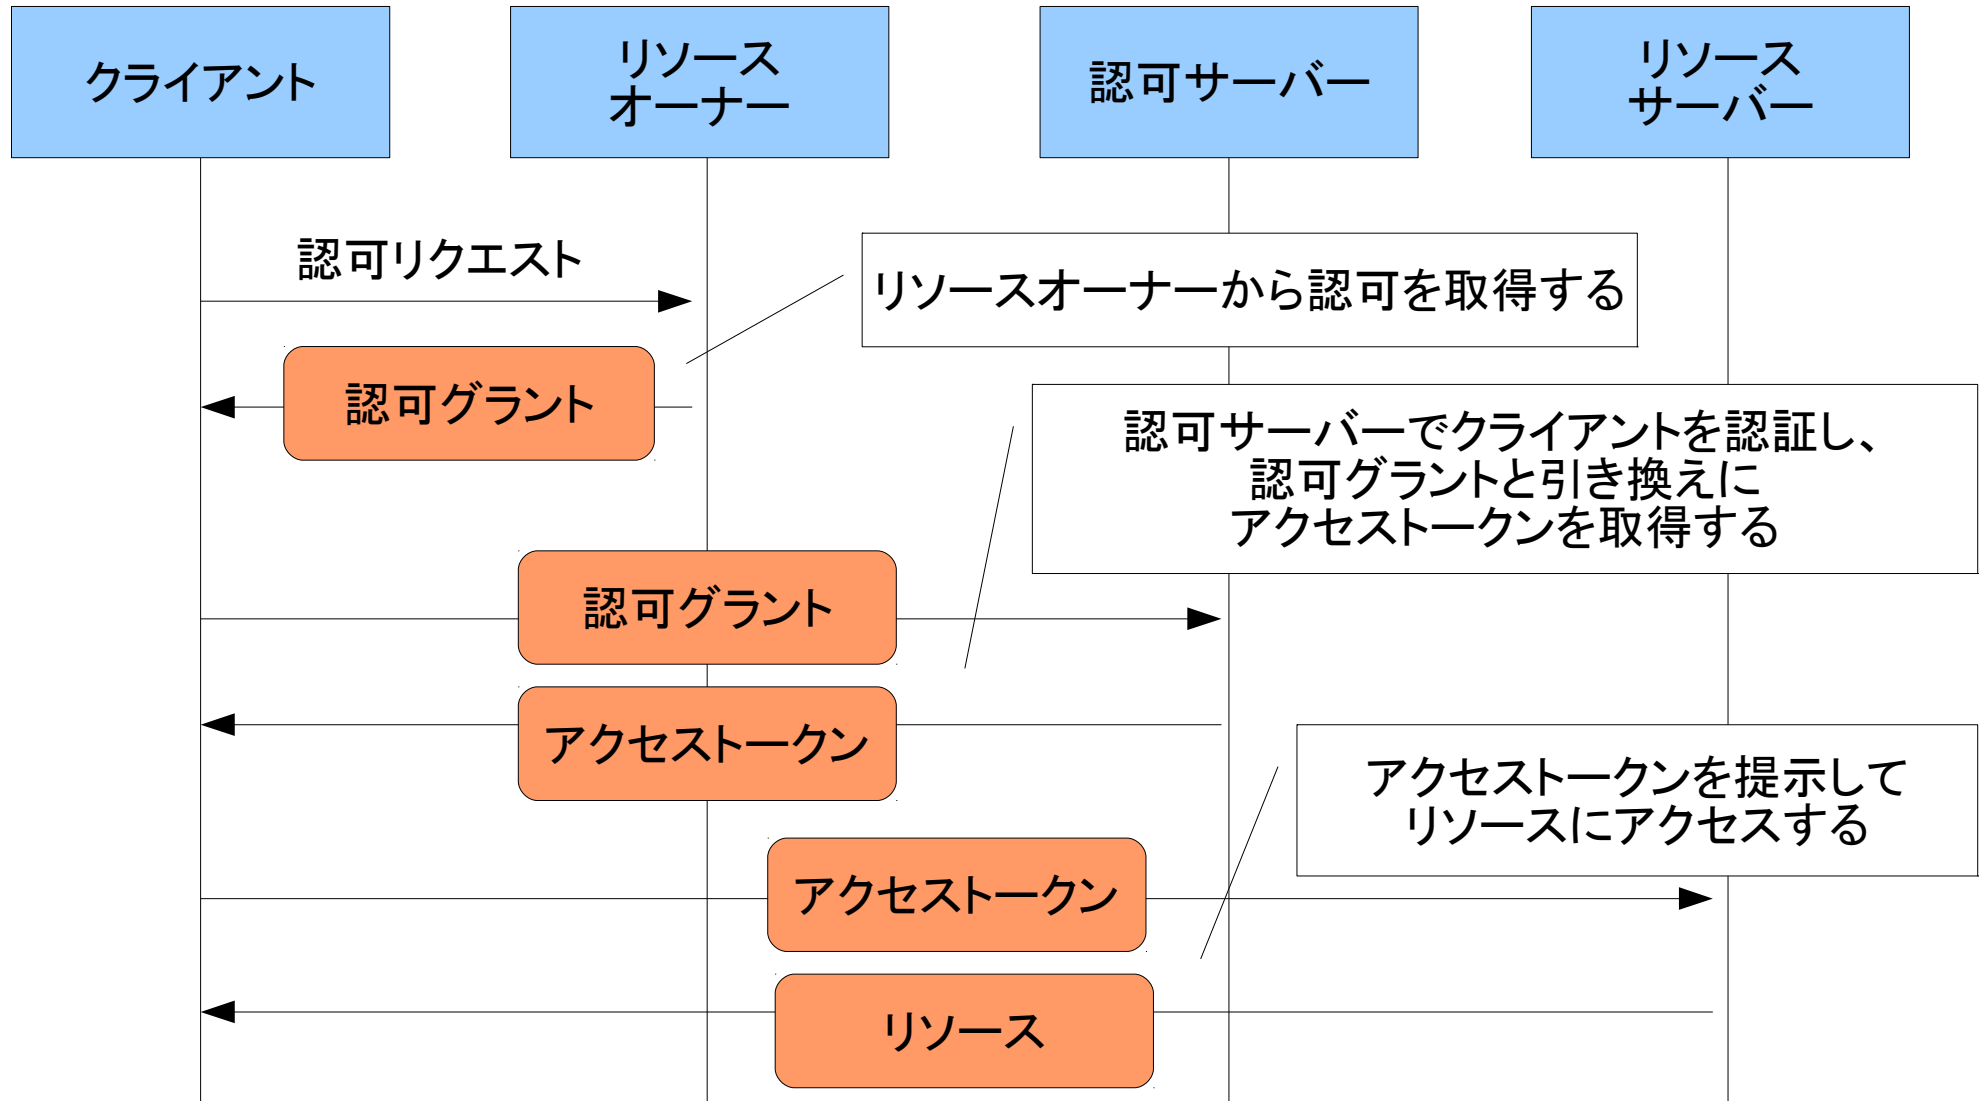 クライアント
リソース
オーナー
認可サーバー
リソース
サーバー
認可リクエスト
リソースオーナーから認可を取得する
認可グラント
認可サーバーでクライアントを認証し、
認可グラントと引き換えに
アクセストークンを取得する
認可グラント
アクセストークン
アクセストークンを提示して
リソースにアクセスする
アクセストークン
リソース